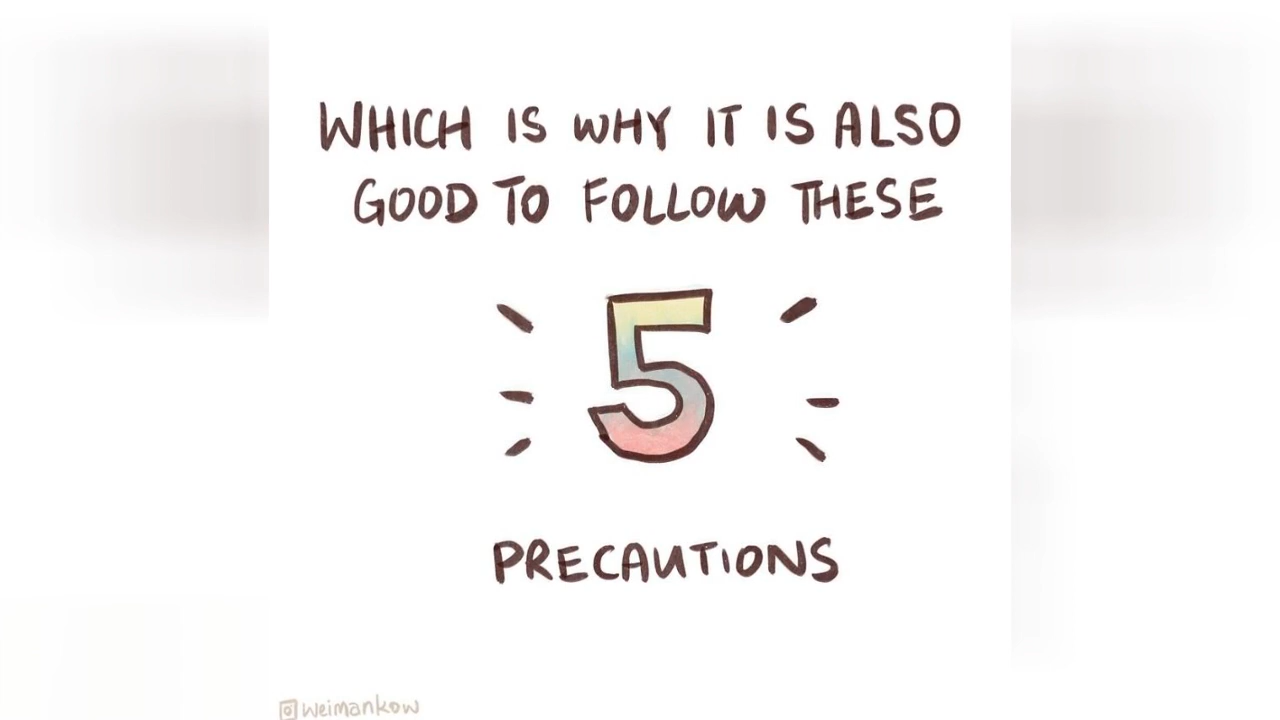 WHICH IS WHY IT IS ALSO
GOOD TO FOLLOW THESE
5
PRECAUTIONS
weimankow